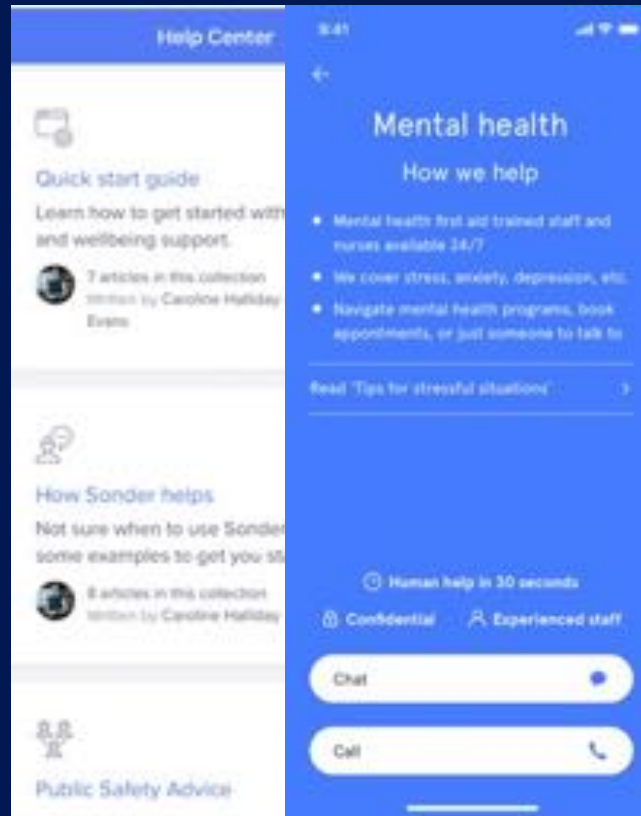 Help Center
Quick start guide
Learn how to get started with
and wellbeing support.
7 articles in this collection
Written by Caroline Halliday
Evans
How Sonder helps
Not sure when to use Sonder
some examples to get you st
8 articles in this collection
Written by Caroline Halliday
Public Safety Advice
9:41
Mental health
How we help
• Mental health first aid trained staff and
nurses available 24/7
• We cover stress, anxiety, depression, etc.
• Navigate mental health programs, book
appointments, or just someone to talk to
Read 'Tips for stressful situations'
Human help in 30 seconds
Confidential
Experienced staff
Chat
Call